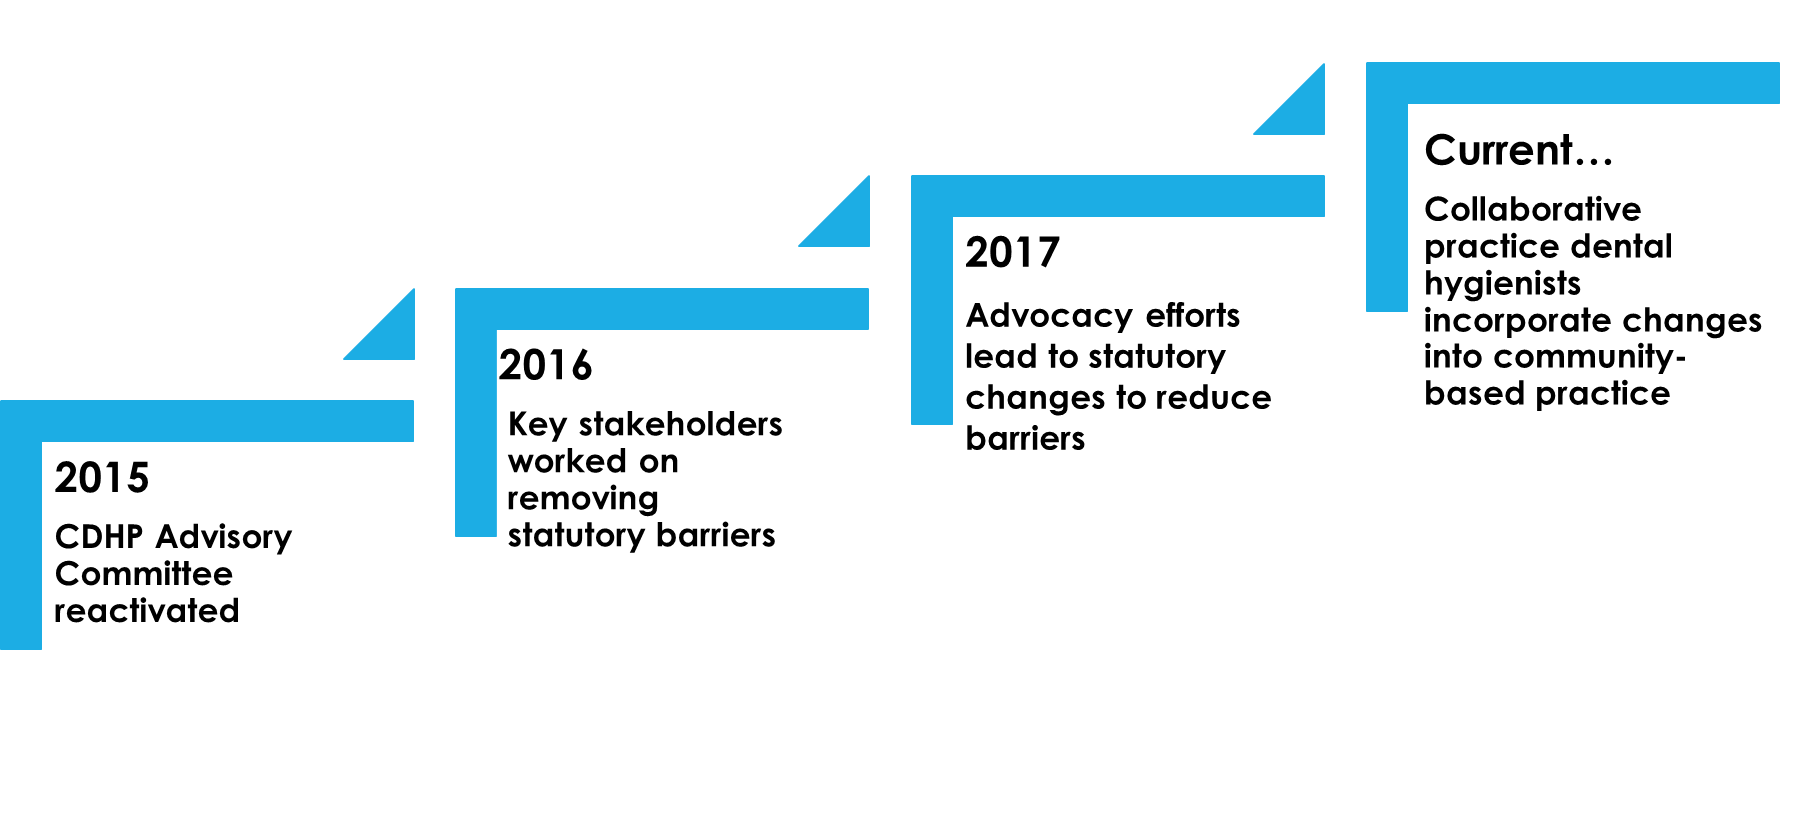 2015
CDHP Advisory
Committee
reactivated
2016
Key stakeholders
worked on
removing
statutory barriers
2017
Advocacy efforts
lead to statutory
changes to reduce
barriers
Current…
Collaborative
practice dental
hygienists
incorporate changes
into community-
based practice